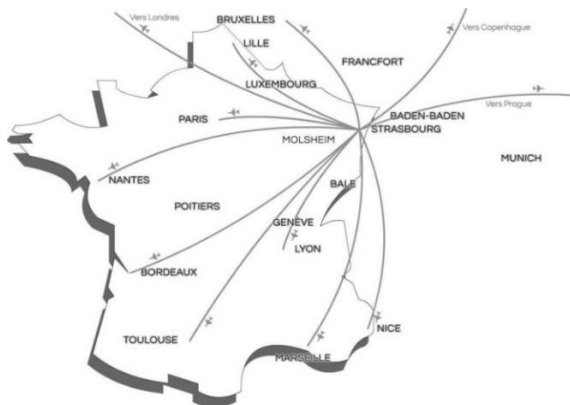 Vers Londres
BRUXELLES
Vers Copenhague
LILLE
FRANCFORT
LUXEMBOURG
Vers Prague
PARIS
BADEN-BADEN
STRASBOURG
MOLSHEIM
MUNICH
NANTES
BALE
POITIERS
GENEVE
LYON
BORDEAUX
TOULOUSE
NICE
MARSEILLE